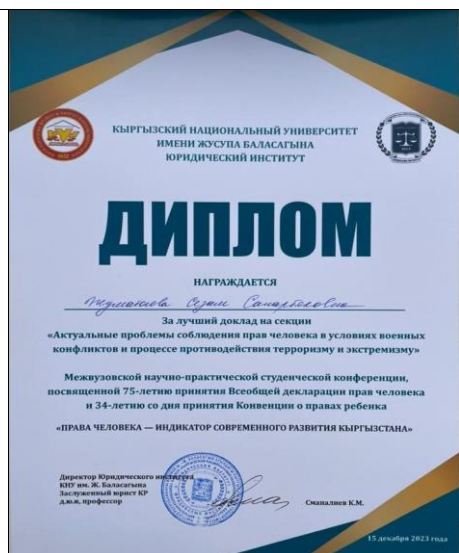 КЫРГЫЗСКИЙ НАЦИОНАЛЬНЫЙ УНИВЕРСИТЕТ
ИМЕНИ ЖУСУПА БАЛАСАГЫНА
ЮРИДИЧЕСКИЙ ИНСТИТУТ
ДИПЛОМ
НАГРАЖДАЕТСЯ
Сезим Санарбековна
За лучший доклад на секции
«Актуальные проблемы соблюдения прав человека в условиях военных
конфликтов и процессе противодействия терроризму и экстремизму»
Межвузовской научно-практической студенческой конференции,
посвященной 75-летию принятия Всеобщей декларации прав человека
и 34-летию со дня принятия Конвенции о правах ребенка
«ПРАВА ЧЕЛОВЕКА — ИНДИКАТОР СОВРЕМЕННОГО РАЗВИТИЯ КЫРГЫЗСТАНА»
Директор Юридического института
КНУ им. Ж. Баласагына
Заслуженный юрист КР
д.ю.н, профессор
Сманалиев К.М.
15 декабря 2023 года